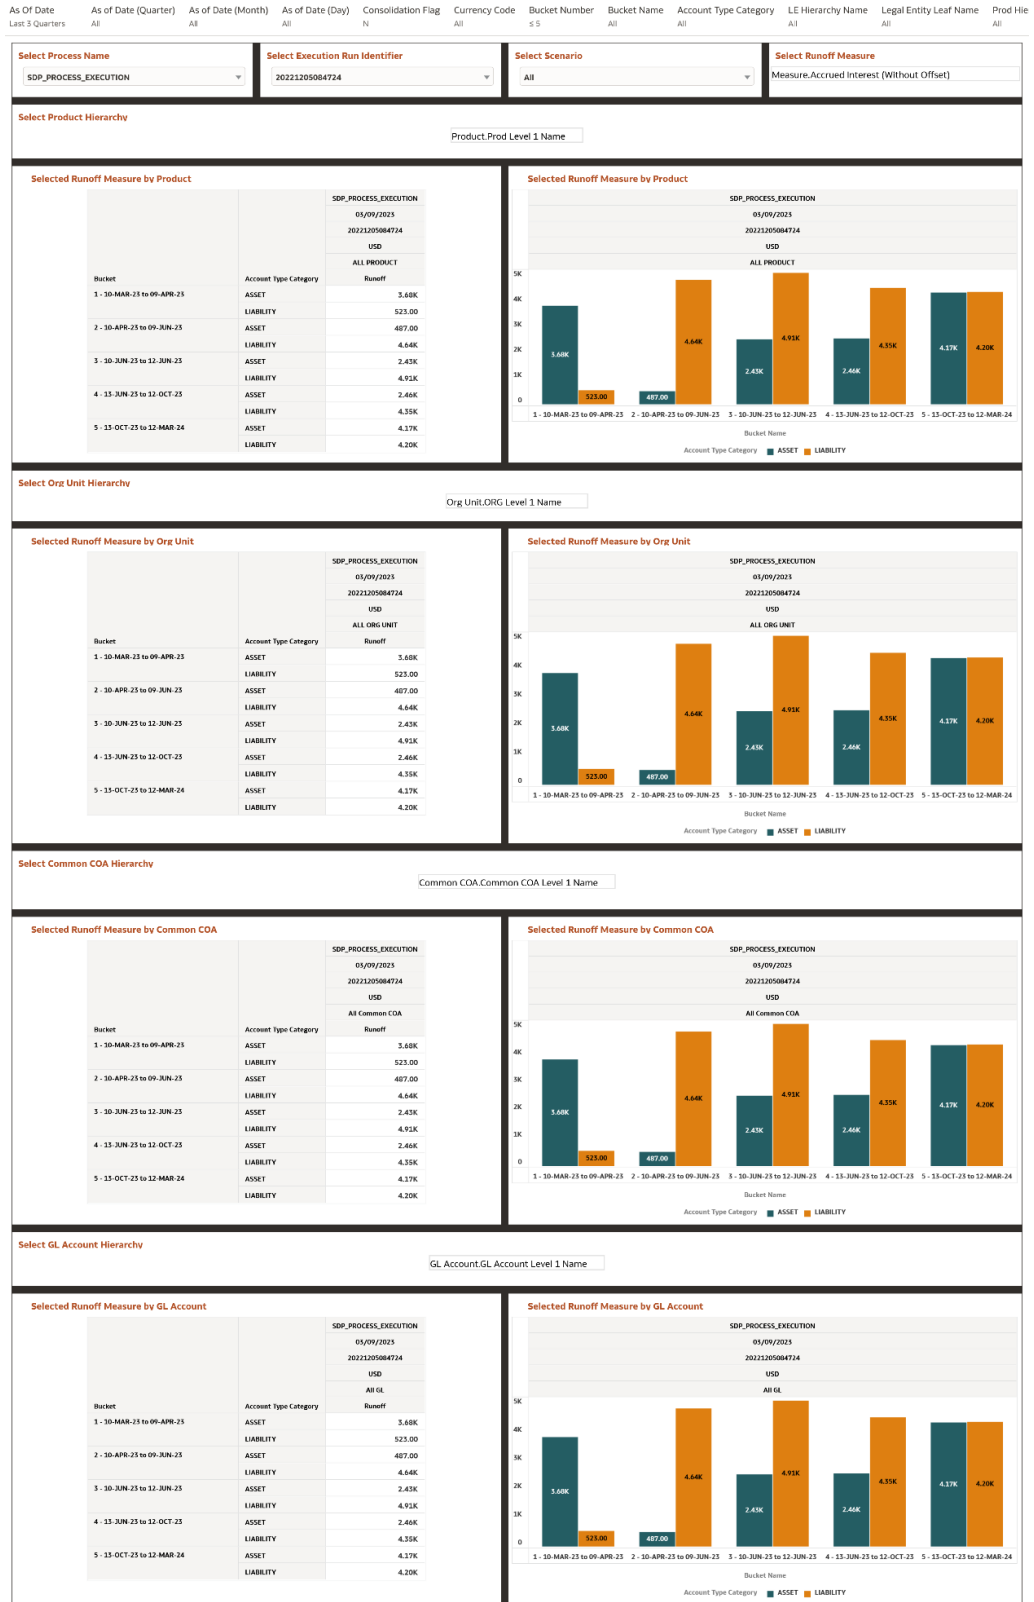 As Of Date As of Date (Quarter) As of Date (Month) As of Date (Day) Consolidation Flag Currency Code Bucket Number Bucket Name Account Type Category LE Hierarchy Name Legal Entity Leaf Name Prod Hie
Last 3 Quarters All All All N All ≤ 5 All All All All All
Select Process Name Select Execution Run Identifier Select Scenario Select Runoff Measure
SDP_PROCESS_EXECUTION 20221205084724 All Measure.Accrued Interest (Without Offset)
Select Product Hierarchy
Product.Prod Level 1 Name
Selected Runoff Measure by Product
SDP_PROCESS_EXECUTION
03/09/2023
20221205084724
USD
ALL PRODUCT
Bucket Account Type Category Runoff
1 - 10-MAR-23 to 09-APR-23 ASSET 3.68K
LIABILITY 523.00
2 - 10-APR-23 to 09-JUN-23 ASSET 487.00
LIABILITY 4.64K
3 - 10-JUN-23 to 12-JUN-23 ASSET 2.43K
LIABILITY 4.91K
4 - 13-JUN-23 to 12-OCT-23 ASSET 2.46K
LIABILITY 4.35K
5 - 13-OCT-23 to 12-MAR-24 ASSET 4.17K
LIABILITY 4.20K
Selected Runoff Measure by Product
SDP_PROCESS_EXECUTION
03/09/2023
20221205084724
USD
ALL PRODUCT
5K
4K
3K
2K
1K
0
3.68K 523.00 487.00 4.64K 2.43K 4.91K 2.46K 4.35K 4.17K 4.20K
1 - 10-MAR-23 to 09-APR-23 2 - 10-APR-23 to 09-JUN-23 3 - 10-JUN-23 to 12-JUN-23 4 - 13-JUN-23 to 12-OCT-23 5 - 13-OCT-23 to 12-MAR-24
Bucket Name
Account Type Category ASSET LIABILITY
Select Org Unit Hierarchy
Org Unit.ORG Level 1 Name
Selected Runoff Measure by Org Unit
SDP_PROCESS_EXECUTION
03/09/2023
20221205084724
USD
ALL ORG UNIT
Bucket Account Type Category Runoff
1 - 10-MAR-23 to 09-APR-23 ASSET 3.68K
LIABILITY 523.00
2 - 10-APR-23 to 09-JUN-23 ASSET 487.00
LIABILITY 4.64K
3 - 10-JUN-23 to 12-JUN-23 ASSET 2.43K
LIABILITY 4.91K
4 - 13-JUN-23 to 12-OCT-23 ASSET 2.46K
LIABILITY 4.35K
5 - 13-OCT-23 to 12-MAR-24 ASSET 4.17K
LIABILITY 4.20K
Selected Runoff Measure by Org Unit
SDP_PROCESS_EXECUTION
03/09/2023
20221205084724
USD
ALL ORG UNIT
5K
4K
3K
2K
1K
0
3.68K 523.00 487.00 4.64K 2.43K 4.91K 2.46K 4.35K 4.17K 4.20K
1 - 10-MAR-23 to 09-APR-23 2 - 10-APR-23 to 09-JUN-23 3 - 10-JUN-23 to 12-JUN-23 4 - 13-JUN-23 to 12-OCT-23 5 - 13-OCT-23 to 12-MAR-24
Bucket Name
Account Type Category ASSET LIABILITY
Select Common COA Hierarchy
Common COA.Common COA Level 1 Name
Selected Runoff Measure by Common COA
SDP_PROCESS_EXECUTION
03/09/2023
20221205084724
USD
All Common COA
Bucket Account Type Category Runoff
1 - 10-MAR-23 to 09-APR-23 ASSET 3.68K
LIABILITY 523.00
2 - 10-APR-23 to 09-JUN-23 ASSET 487.00
LIABILITY 4.64K
3 - 10-JUN-23 to 12-JUN-23 ASSET 2.43K
LIABILITY 4.91K
4 - 13-JUN-23 to 12-OCT-23 ASSET 2.46K
LIABILITY 4.35K
5 - 13-OCT-23 to 12-MAR-24 ASSET 4.17K
LIABILITY 4.20K
Selected Runoff Measure by Common COA
SDP_PROCESS_EXECUTION
03/09/2023
20221205084724
USD
All Common COA
5K
4K
3K
2K
1K
0
3.68K 523.00 487.00 4.64K 2.43K 4.91K 2.46K 4.35K 4.17K 4.20K
1 - 10-MAR-23 to 09-APR-23 2 - 10-APR-23 to 09-JUN-23 3 - 10-JUN-23 to 12-JUN-23 4 - 13-JUN-23 to 12-OCT-23 5 - 13-OCT-23 to 12-MAR-24
Bucket Name
Account Type Category ASSET LIABILITY
Select GL Account Hierarchy
GL Account.GL Account Level 1 Name
Selected Runoff Measure by GL Account
SDP_PROCESS_EXECUTION
03/09/2023
20221205084724
USD
All GL
Bucket Account Type Category Runoff
1 - 10-MAR-23 to 09-APR-23 ASSET 3.68K
LIABILITY 523.00
2 - 10-APR-23 to 09-JUN-23 ASSET 487.00
LIABILITY 4.64K
3 - 10-JUN-23 to 12-JUN-23 ASSET 2.43K
LIABILITY 4.91K
4 - 13-JUN-23 to 12-OCT-23 ASSET 2.46K
LIABILITY 4.35K
5 - 13-OCT-23 to 12-MAR-24 ASSET 4.17K
LIABILITY 4.20K
Selected Runoff Measure by GL Account
SDP_PROCESS_EXECUTION
03/09/2023
20221205084724
USD
All GL
5K
4K
3K
2K
1K
0
3.68K 523.00 487.00 4.64K 2.43K 4.91K 2.46K 4.35K 4.17K 4.20K
1 - 10-MAR-23 to 09-APR-23 2 - 10-APR-23 to 09-JUN-23 3 - 10-JUN-23 to 12-JUN-23 4 - 13-JUN-23 to 12-OCT-23 5 - 13-OCT-23 to 12-MAR-24
Bucket Name
Account Type Category ASSET LIABILITY